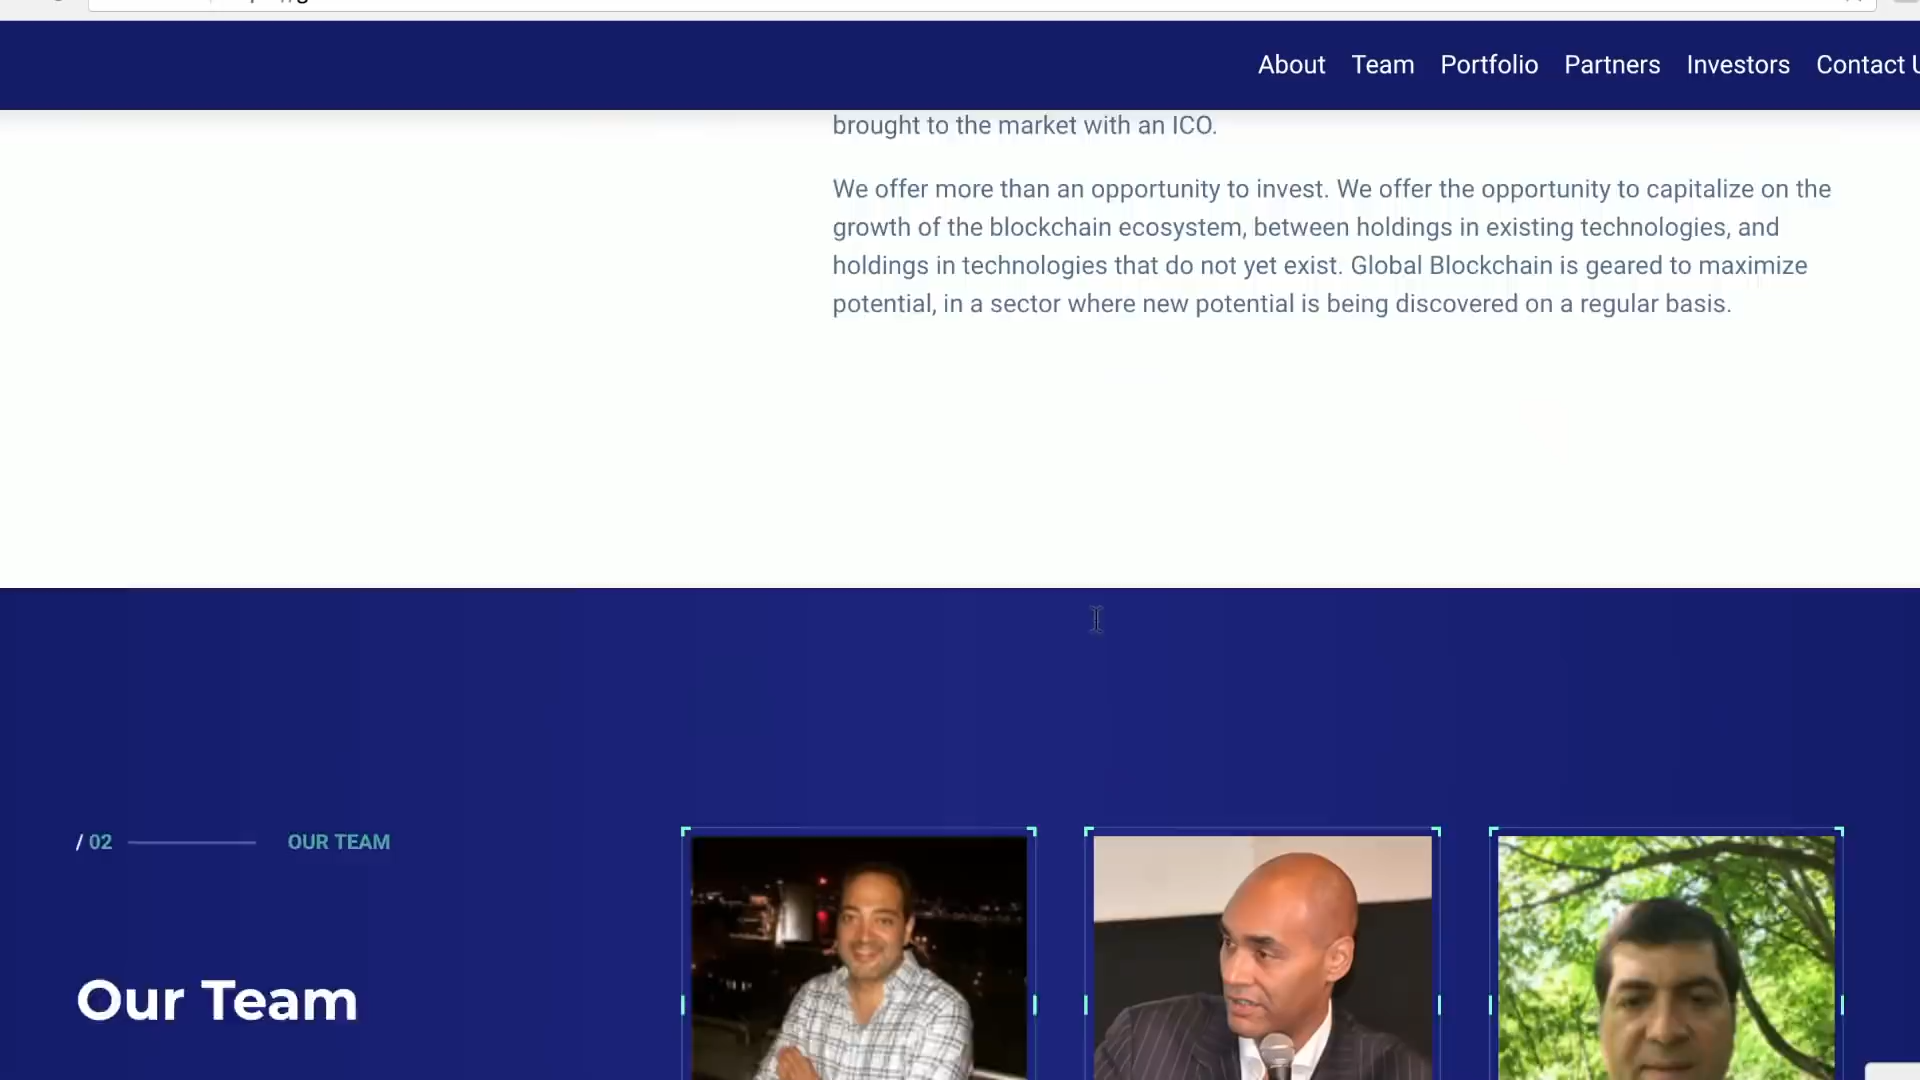 About Team Portfolio Partners Investors Contact
brought to the market with an ICO.
We offer more than an opportunity to invest. We offer the opportunity to capitalize on the
growth of the blockchain ecosystem, between holdings in existing technologies, and
holdings in technologies that do not yet exist. Global Blockchain is geared to maximize
potential, in a sector where new potential is being discovered on a regular basis.
/ 02 OUR TEAM
Our Team